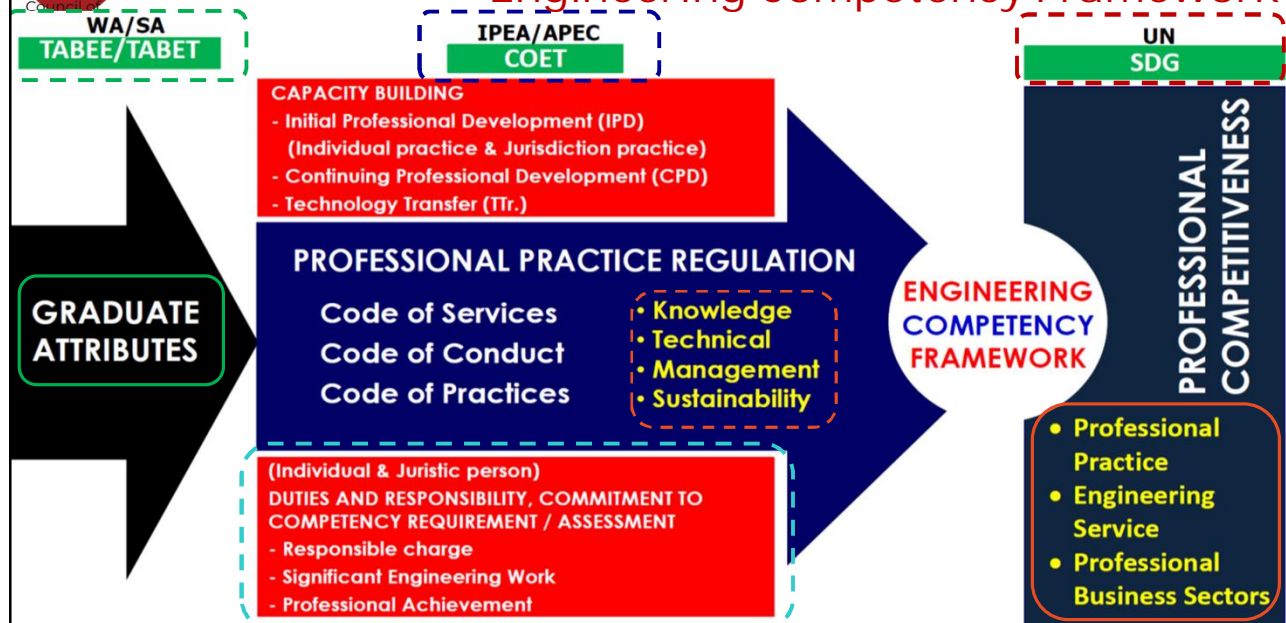 Council of
Engineering Competency Framework
WA/SA
TABEE/TABET
IPEA/APEC
COET
UN
SDG
CAPACITY BUILDING
- Initial Professional Development (IPD)
(Individual practice & Jurisdiction practice)
- Continuing Professional Development (CPD)
- Technology Transfer (TTr.)
GRADUATE
ATTRIBUTES
PROFESSIONAL PRACTICE REGULATION
Code of Services
Code of Conduct
Code of Practices
• Knowledge
• Technical
• Management
• Sustainability
(Individual & Juristic person)
DUTIES AND RESPONSIBILITY, COMMITMENT TO
COMPETENCY REQUIREMENT / ASSESSMENT
- Responsible charge
- Significant Engineering Work
- Professional Achievement
ENGINEERING
COMPETENCY
FRAMEWORK
PROFESSIONAL
COMPETITIVENESS
• Professional
Practice
• Engineering
Service
• Professional
Business Sectors